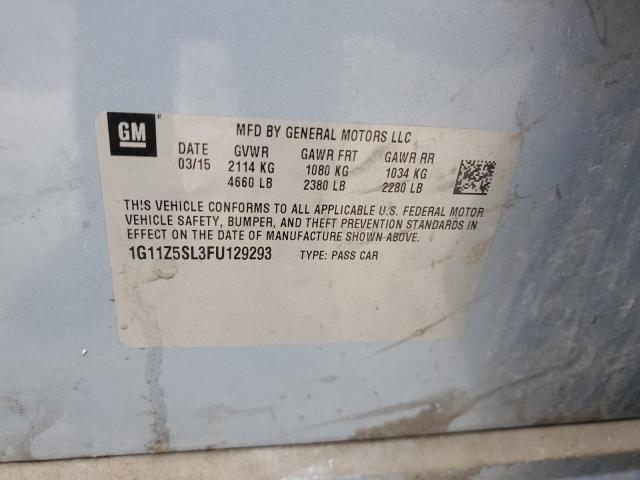 GM
MFD BY GENERAL MOTORS LLC
DATE GVWR GAWR FRT GAWR RR
03/15 2114 KG 1080 KG 1034 KG
4660 LB 2380 LB 2280 LB
THIS VEHICLE CONFORMS TO ALL APPLICABLE U.S. FEDERAL MOTOR
VEHICLE SAFETY, BUMPER, AND THEFT PREVENTION STANDARDS IN
EFFECT ON THE DATE OF MANUFACTURE SHOWN ABOVE.
1G11Z5SL3FU129293 TYPE: PASS CAR